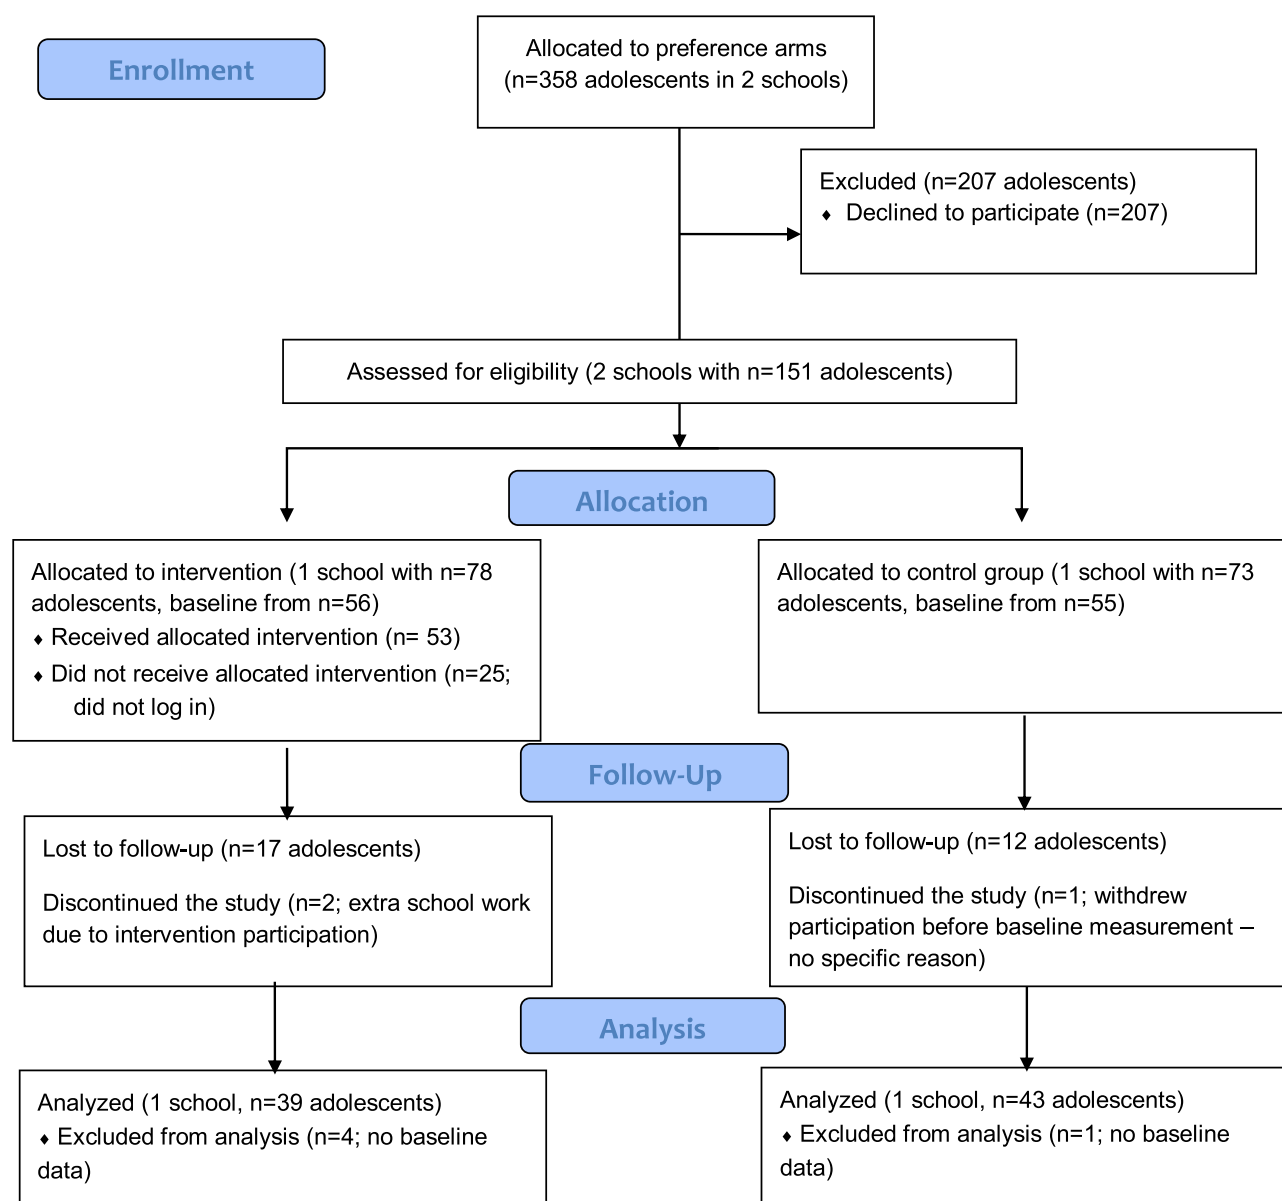 Enrollment
Allocated to preference arms
(n=358 adolescents in 2 schools)
Excluded (n=207 adolescents)
♦ Declined to participate (n=207)
Assessed for eligibility (2 schools with n=151 adolescents)
Allocation
Allocated to intervention (1 school with n=78
adolescents, baseline from n=56)
♦ Received allocated intervention (n= 53)
♦ Did not receive allocated intervention (n=25;
did not log in)
Allocated to control group (1 school with n=73
adolescents, baseline from n=55)
Follow-Up
Lost to follow-up (n=17 adolescents)
Discontinued the study (n=2; extra school work
due to intervention participation)
Lost to follow-up (n=12 adolescents)
Discontinued the study (n=1; withdrew
participation before baseline measurement –
no specific reason)
Analysis
Analyzed (1 school, n=39 adolescents)
♦ Excluded from analysis (n=4; no baseline
data)
Analyzed (1 school, n=43 adolescents)
♦ Excluded from analysis (n=1; no baseline
data)